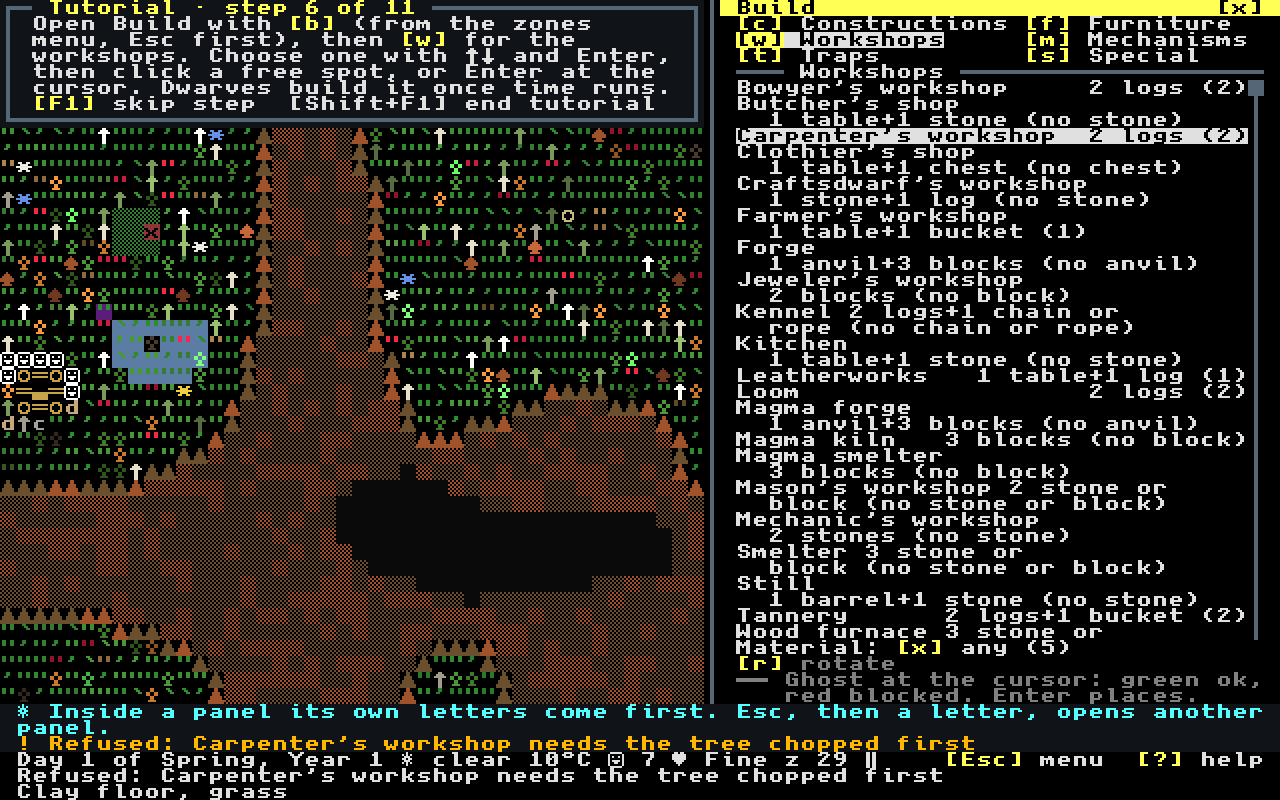 Tutorial · step 6 of 11
Open Build with [b] (from the zones
menu, Esc first), then [w] for the
workshops. Choose one with ↑↓ and Enter,
then click a free spot, or Enter at the
cursor. Dwarves build it once time runs.
[F1] skip step [Shift+F1] end tutorial
Build [x]
[c] Constructions [f] Furniture
[w] Workshops [m] Mechanisms
[t] Traps [s] Special
Workshops
Bowyer's workshop 2 logs (2)
Butcher's shop
1 table+1 stone (no stone)
Carpenter's workshop 2 logs (2)
Clothier's shop
1 table+1 chest (no chest)
Craftsdwarf's workshop
1 stone+1 log (no stone)
Farmer's workshop
1 table+1 bucket (1)
Forge
1 anvil+3 blocks (no anvil)
Jeweler's workshop
2 blocks (no block)
Kennel 2 logs+1 chain or
rope (no chain or rope)
Kitchen
1 table+1 stone (no stone)
Leatherworks 1 table+1 log (1)
Loom 2 logs (2)
Magma forge
1 anvil+3 blocks (no anvil)
Magma kiln 3 blocks (no block)
Magma smelter
3 blocks (no block)
Mason's workshop 2 stone or
block (no stone or block)
Mechanic's workshop
2 stones (no stone)
Smelter 3 stone or
block (no stone or block)
Still
1 barrel+1 stone (no stone)
Tannery 2 logs+1 bucket (2)
Wood furnace 3 stone or
Material: [x] any (5)
[r] rotate
Ghost at the cursor: green ok,
red blocked. Enter places.
* Inside a panel its own letters come first. Esc, then a letter, opens another
panel.
! Refused: Carpenter's workshop needs the tree chopped first
Day 1 of Spring, Year 1 * clear 10°C 7 ♥ Fine z 29 [Esc] menu [?] help
Refused: Carpenter's workshop needs the tree chopped first
Clay floor, grass